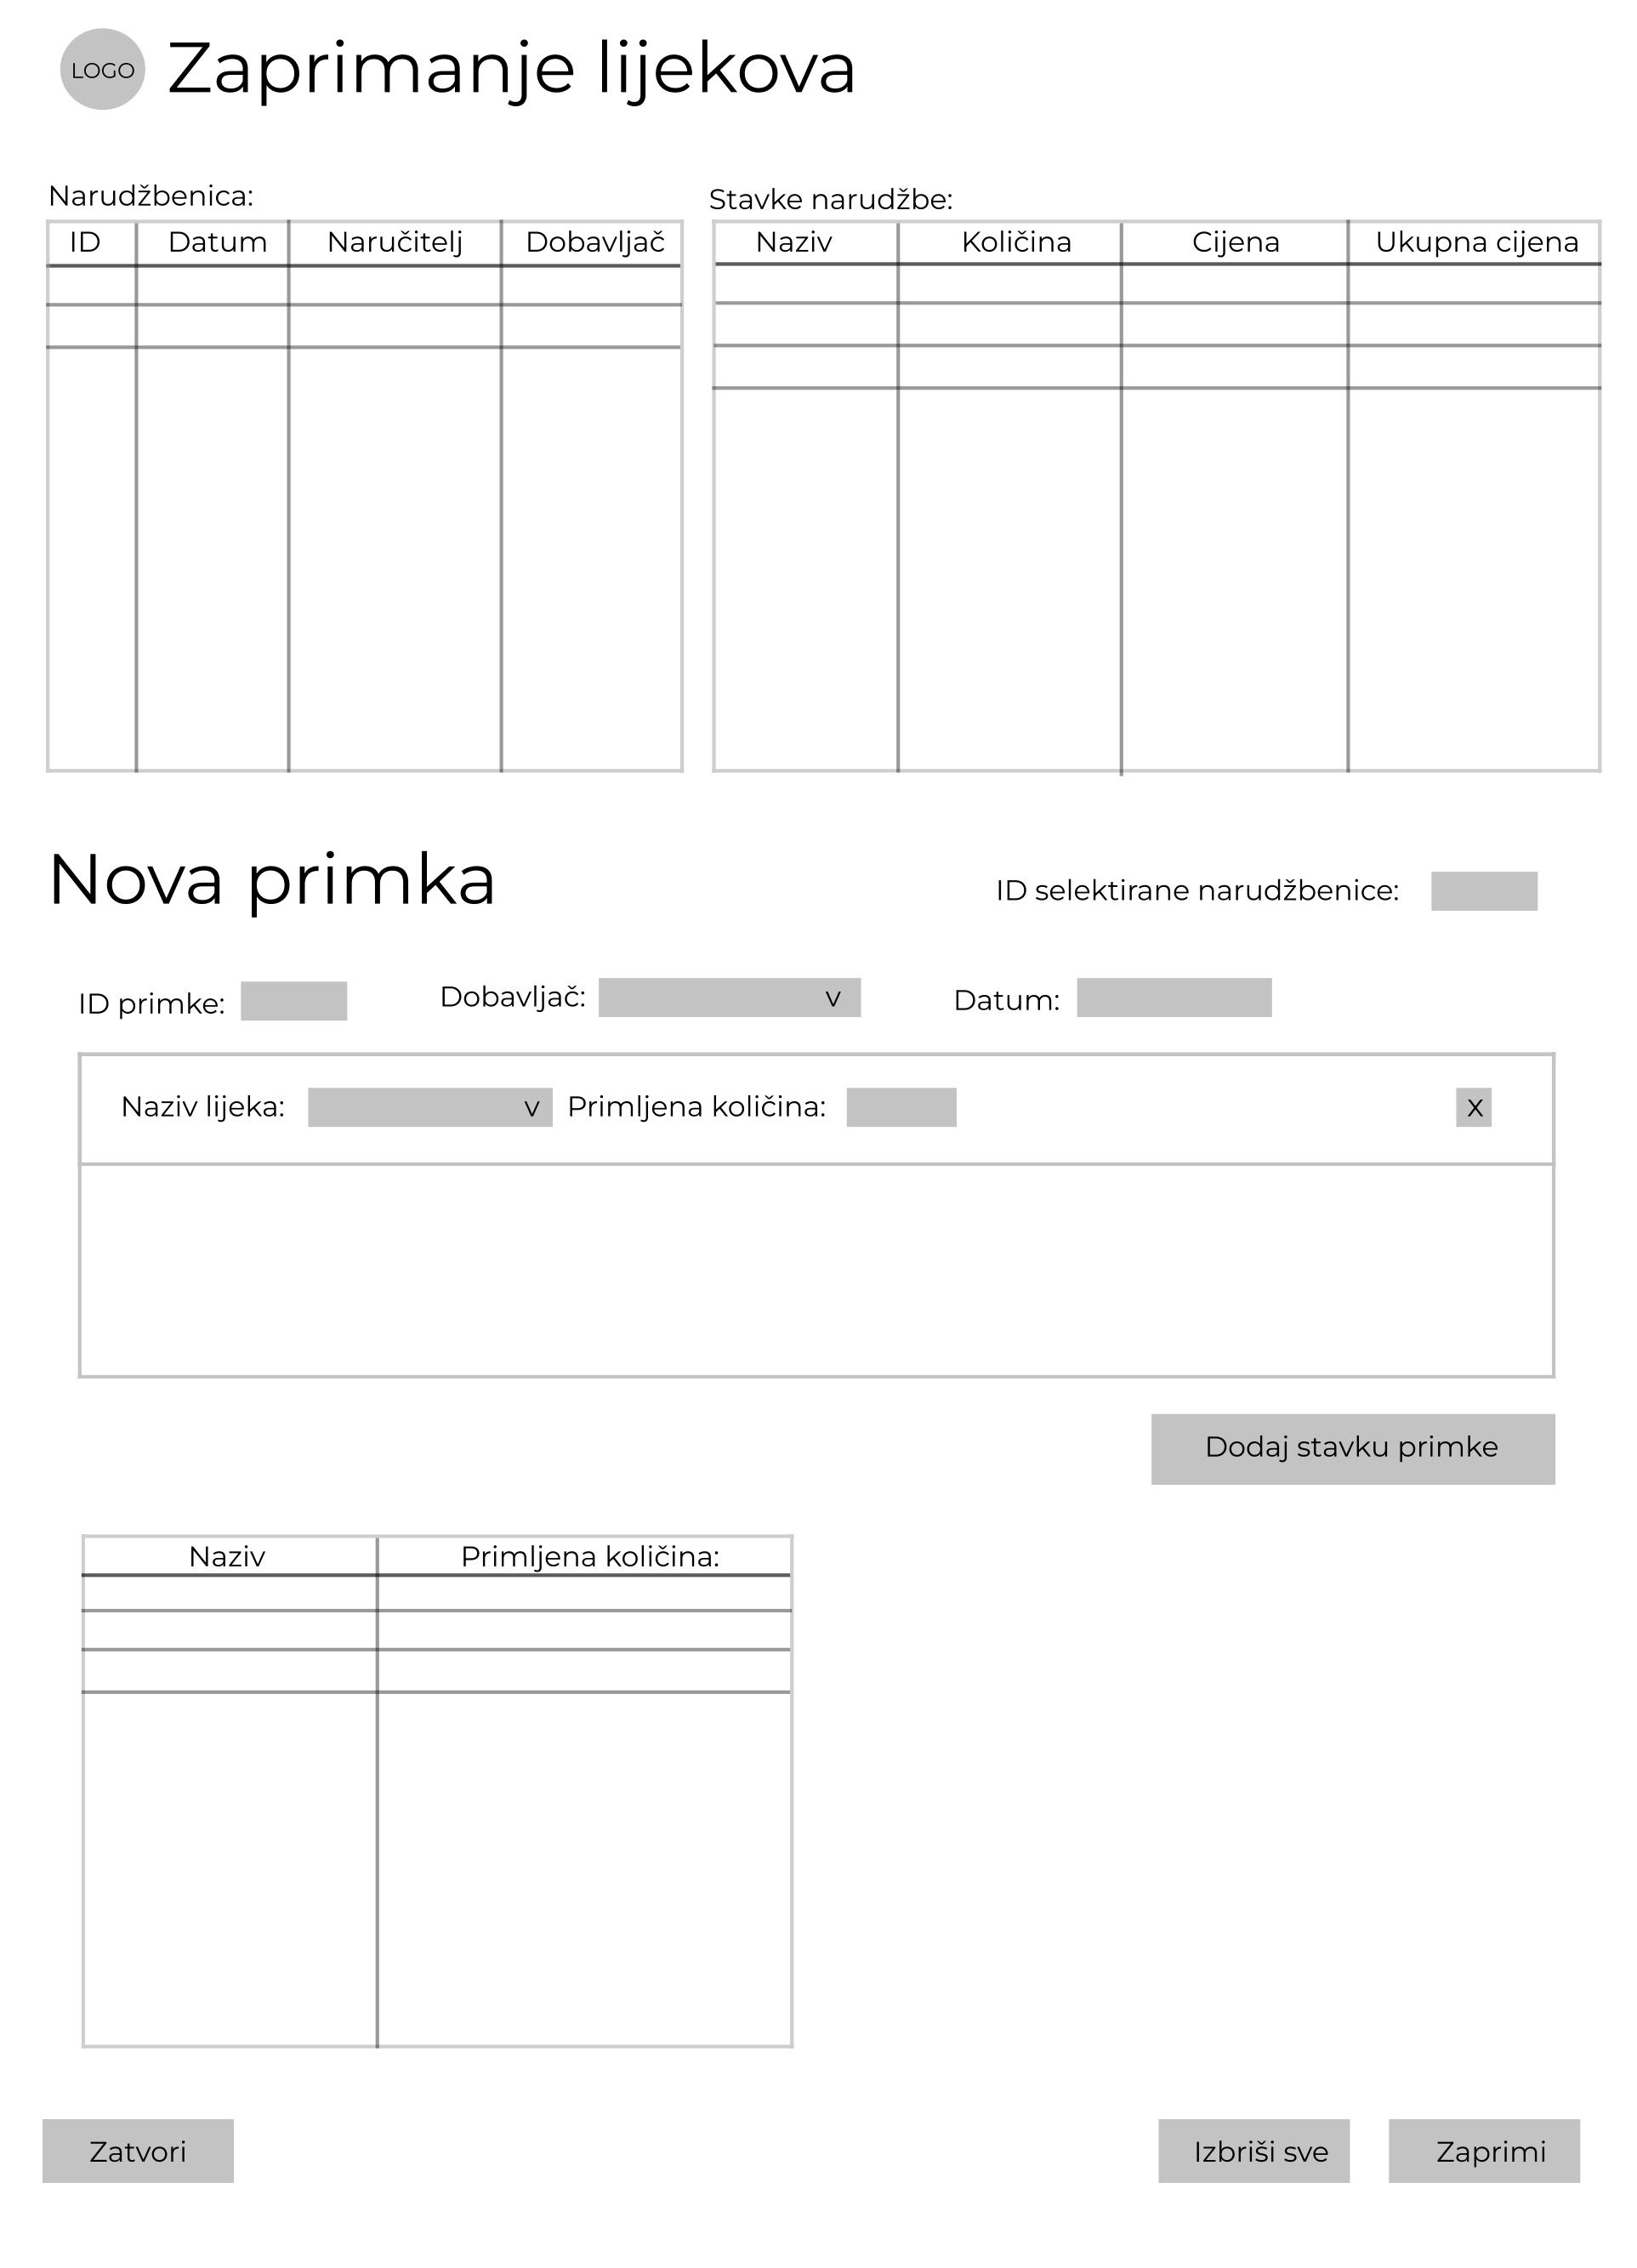 LOGO
Zaprimanje lijekova
Narudžbenica:
Stavke narudžbe:
ID Datum Naručitelj Dobavljač
Naziv Količina Cijena Ukupna cijena
Nova primka
ID selektirane narudžbenice:
ID primke:
Dobavljač: v
Datum:
Naziv lijeka: v Primljena količina: x
Dodaj stavku primke
Naziv Primljena količina:
Zatvori
Izbriši sve
Zaprimi